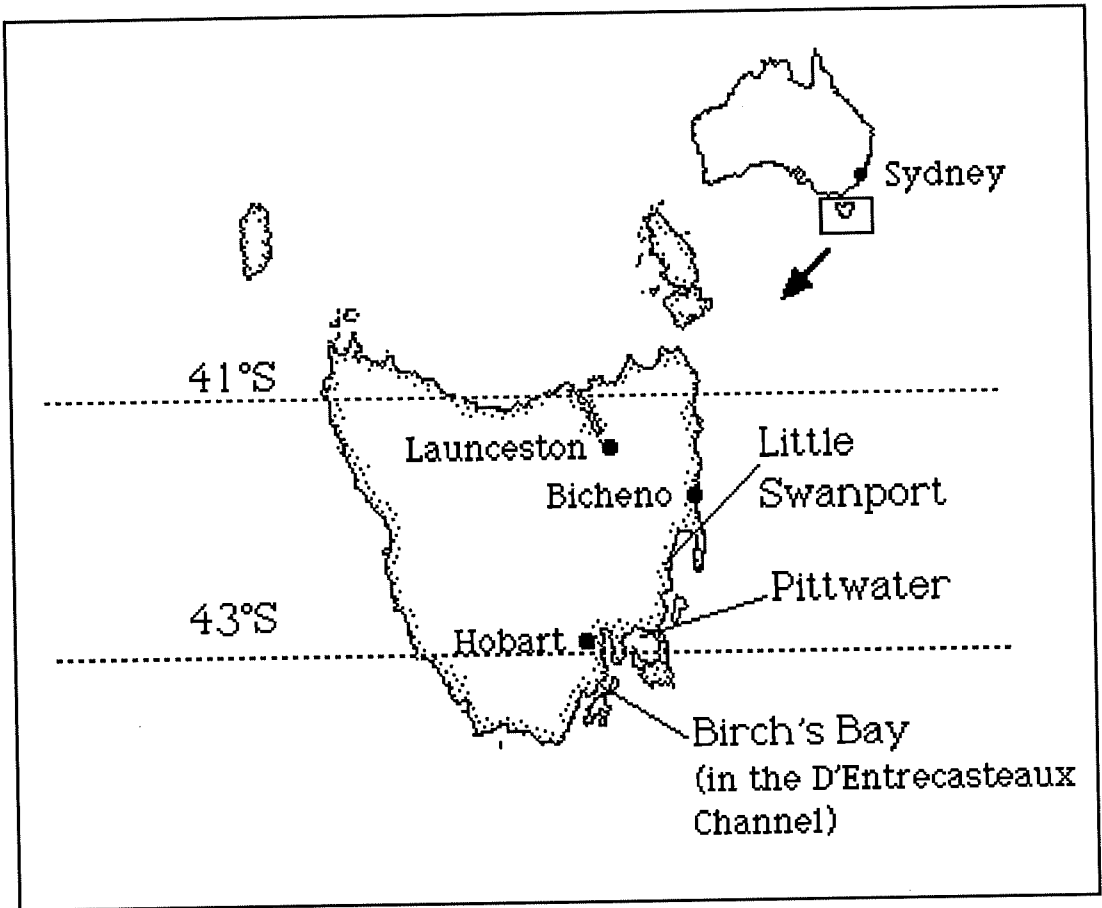 Sydney
41°S
Launceston
Little
Swanport
Bicheno
Pittwater
43°S
Hobart
Birch's Bay
(in the D'Entrecasteaux
Channel)